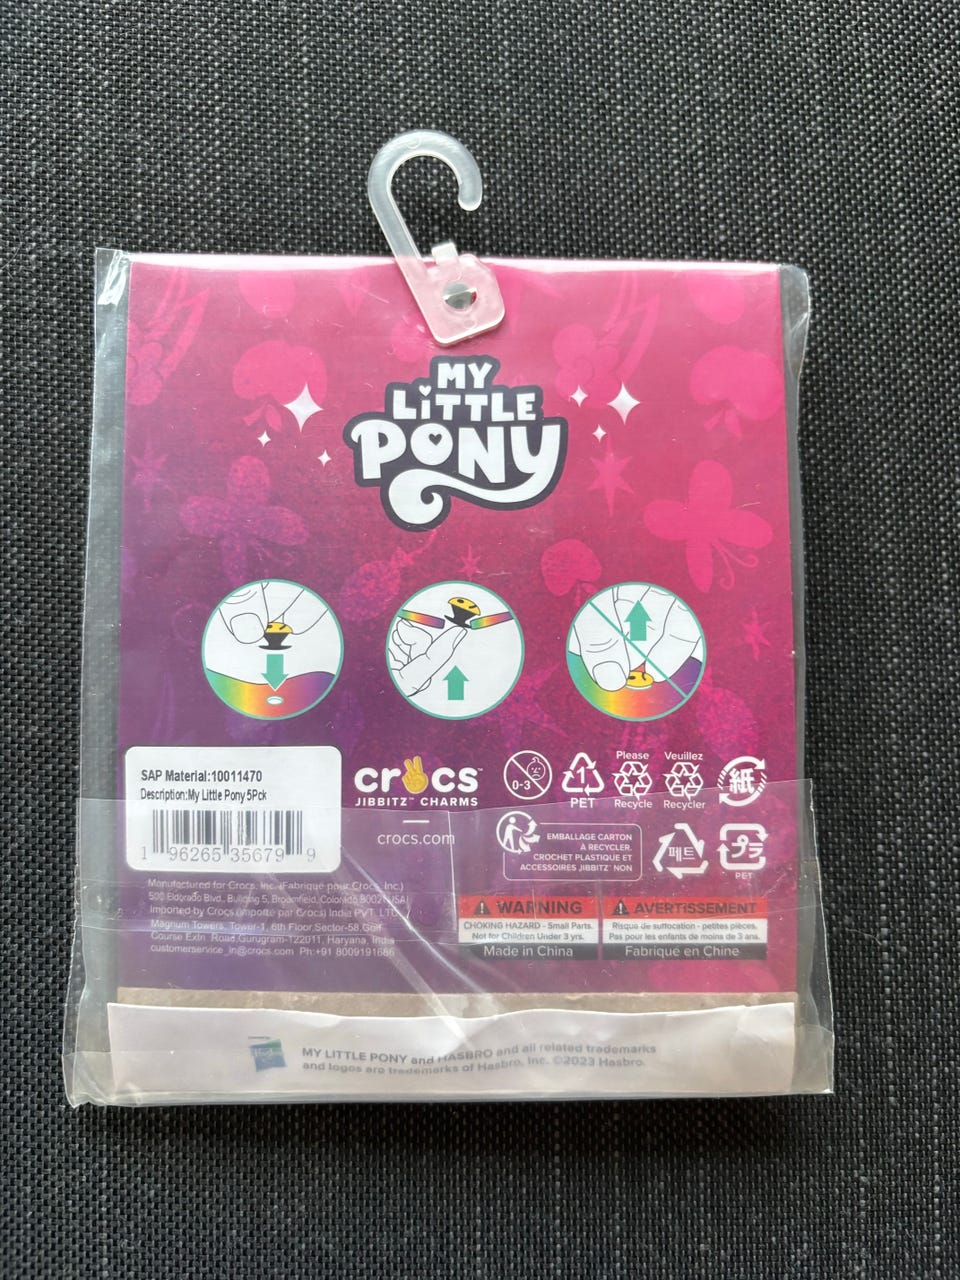 MY
LiTTLE
PONY
SAP Material:10011470
Description:My Little Pony 5Pck
1 96265 35679 9
crocs™
JIBBITZ™ CHARMS
crocs.com
0-3
1
PET
Please
Recycle
Veuillez
Recycler
紙
EMBALLAGE CARTON
À RECYCLER.
CROCHET PLASTIQUE ET
ACCESSOIRES JIBBITZ™ NON
페트
プラ
PET
Manufactured for Crocs, Inc. (Fabriqué pour Crocs, Inc.)
500 Eldorado Blvd., Building 5, Broomfield, Colorado 80021 USA
Imported by Crocs (Importé par Crocs) India PVT. LTD.
Magnum Towers, Tower-1, 6th Floor,Sector-58,Golf
Course Extn. Road,Gurugram-122011, Haryana, India
customerservice_in@crocs.com Ph:+91 8009191686
WARNING
CHOKING HAZARD - Small Parts.
Not for Children Under 3 yrs.
Made in China
AVERTISSEMENT
Risque de suffocation - petites pièces.
Pas pour les enfants de moins de 3 ans.
Fabriqué en Chine
MY LITTLE PONY and HASBRO and all related trademarks
and logos are trademarks of Hasbro, Inc. ©2023 Hasbro.